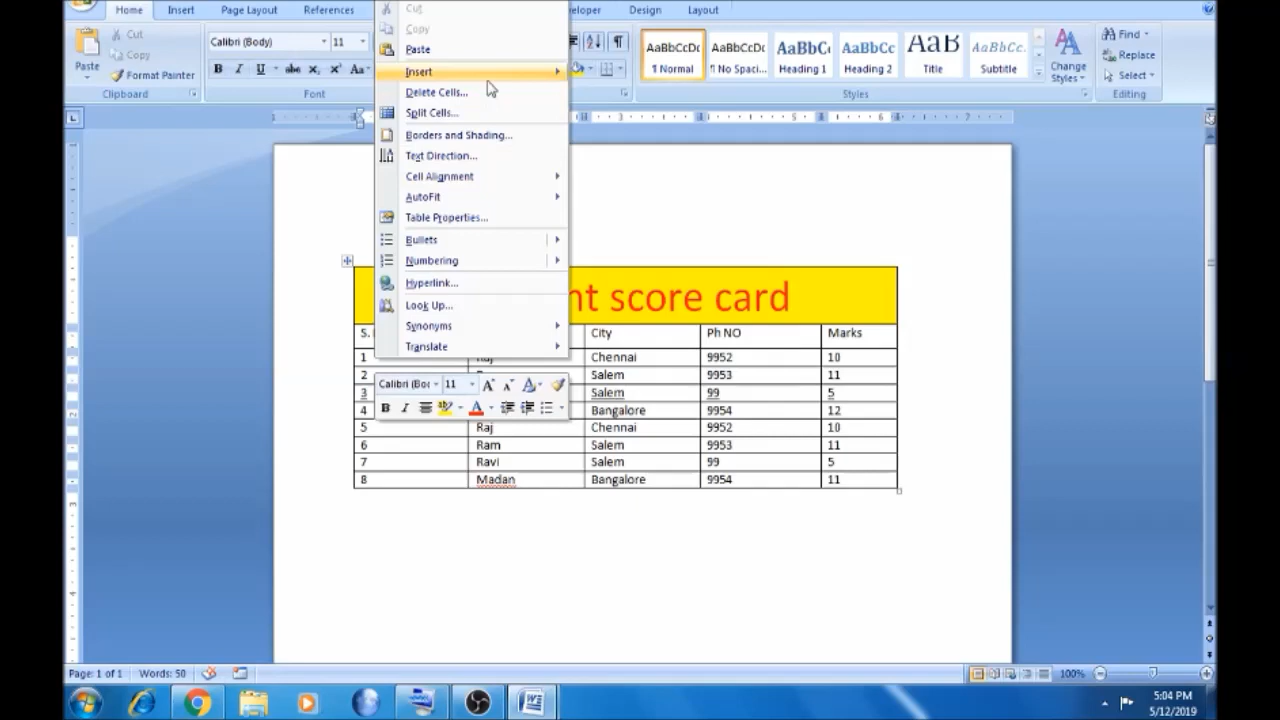 Home Insert Page Layout References eloper Design Layout
Cut
Copy
Paste
Format Painter
Clipboard
Calibri (Body) 11
B I U abe X₂ X² Aa
Font
AaBbCcDc AaBbCcDc AaBbCc AaBbCc AaB AaBbCc.
¶ Normal ¶ No Spaci... Heading 1 Heading 2 Title Subtitle
Change
Styles
Styles
Find
Replace
Select
Editing
Cut
Copy
Paste
Insert
Delete Cells...
Split Cells...
Borders and Shading...
Text Direction...
Cell Alignment
AutoFit
Table Properties...
Bullets
Numbering
Hyperlink...
Look Up...
Synonyms
Translate
Calibri (Bo 11 A A
B I A
nt score card
S. City Ph NO Marks
1 Raj Chennai 9952 10
2 Salem 9953 11
3 Salem 99 5
4 Bangalore 9954 12
5 Raj Chennai 9952 10
6 Ram Salem 9953 11
7 Ravi Salem 99 5
8 Madan Bangalore 9954 11
Page: 1 of 1 Words: 50 100%
5:04 PM
5/12/2019